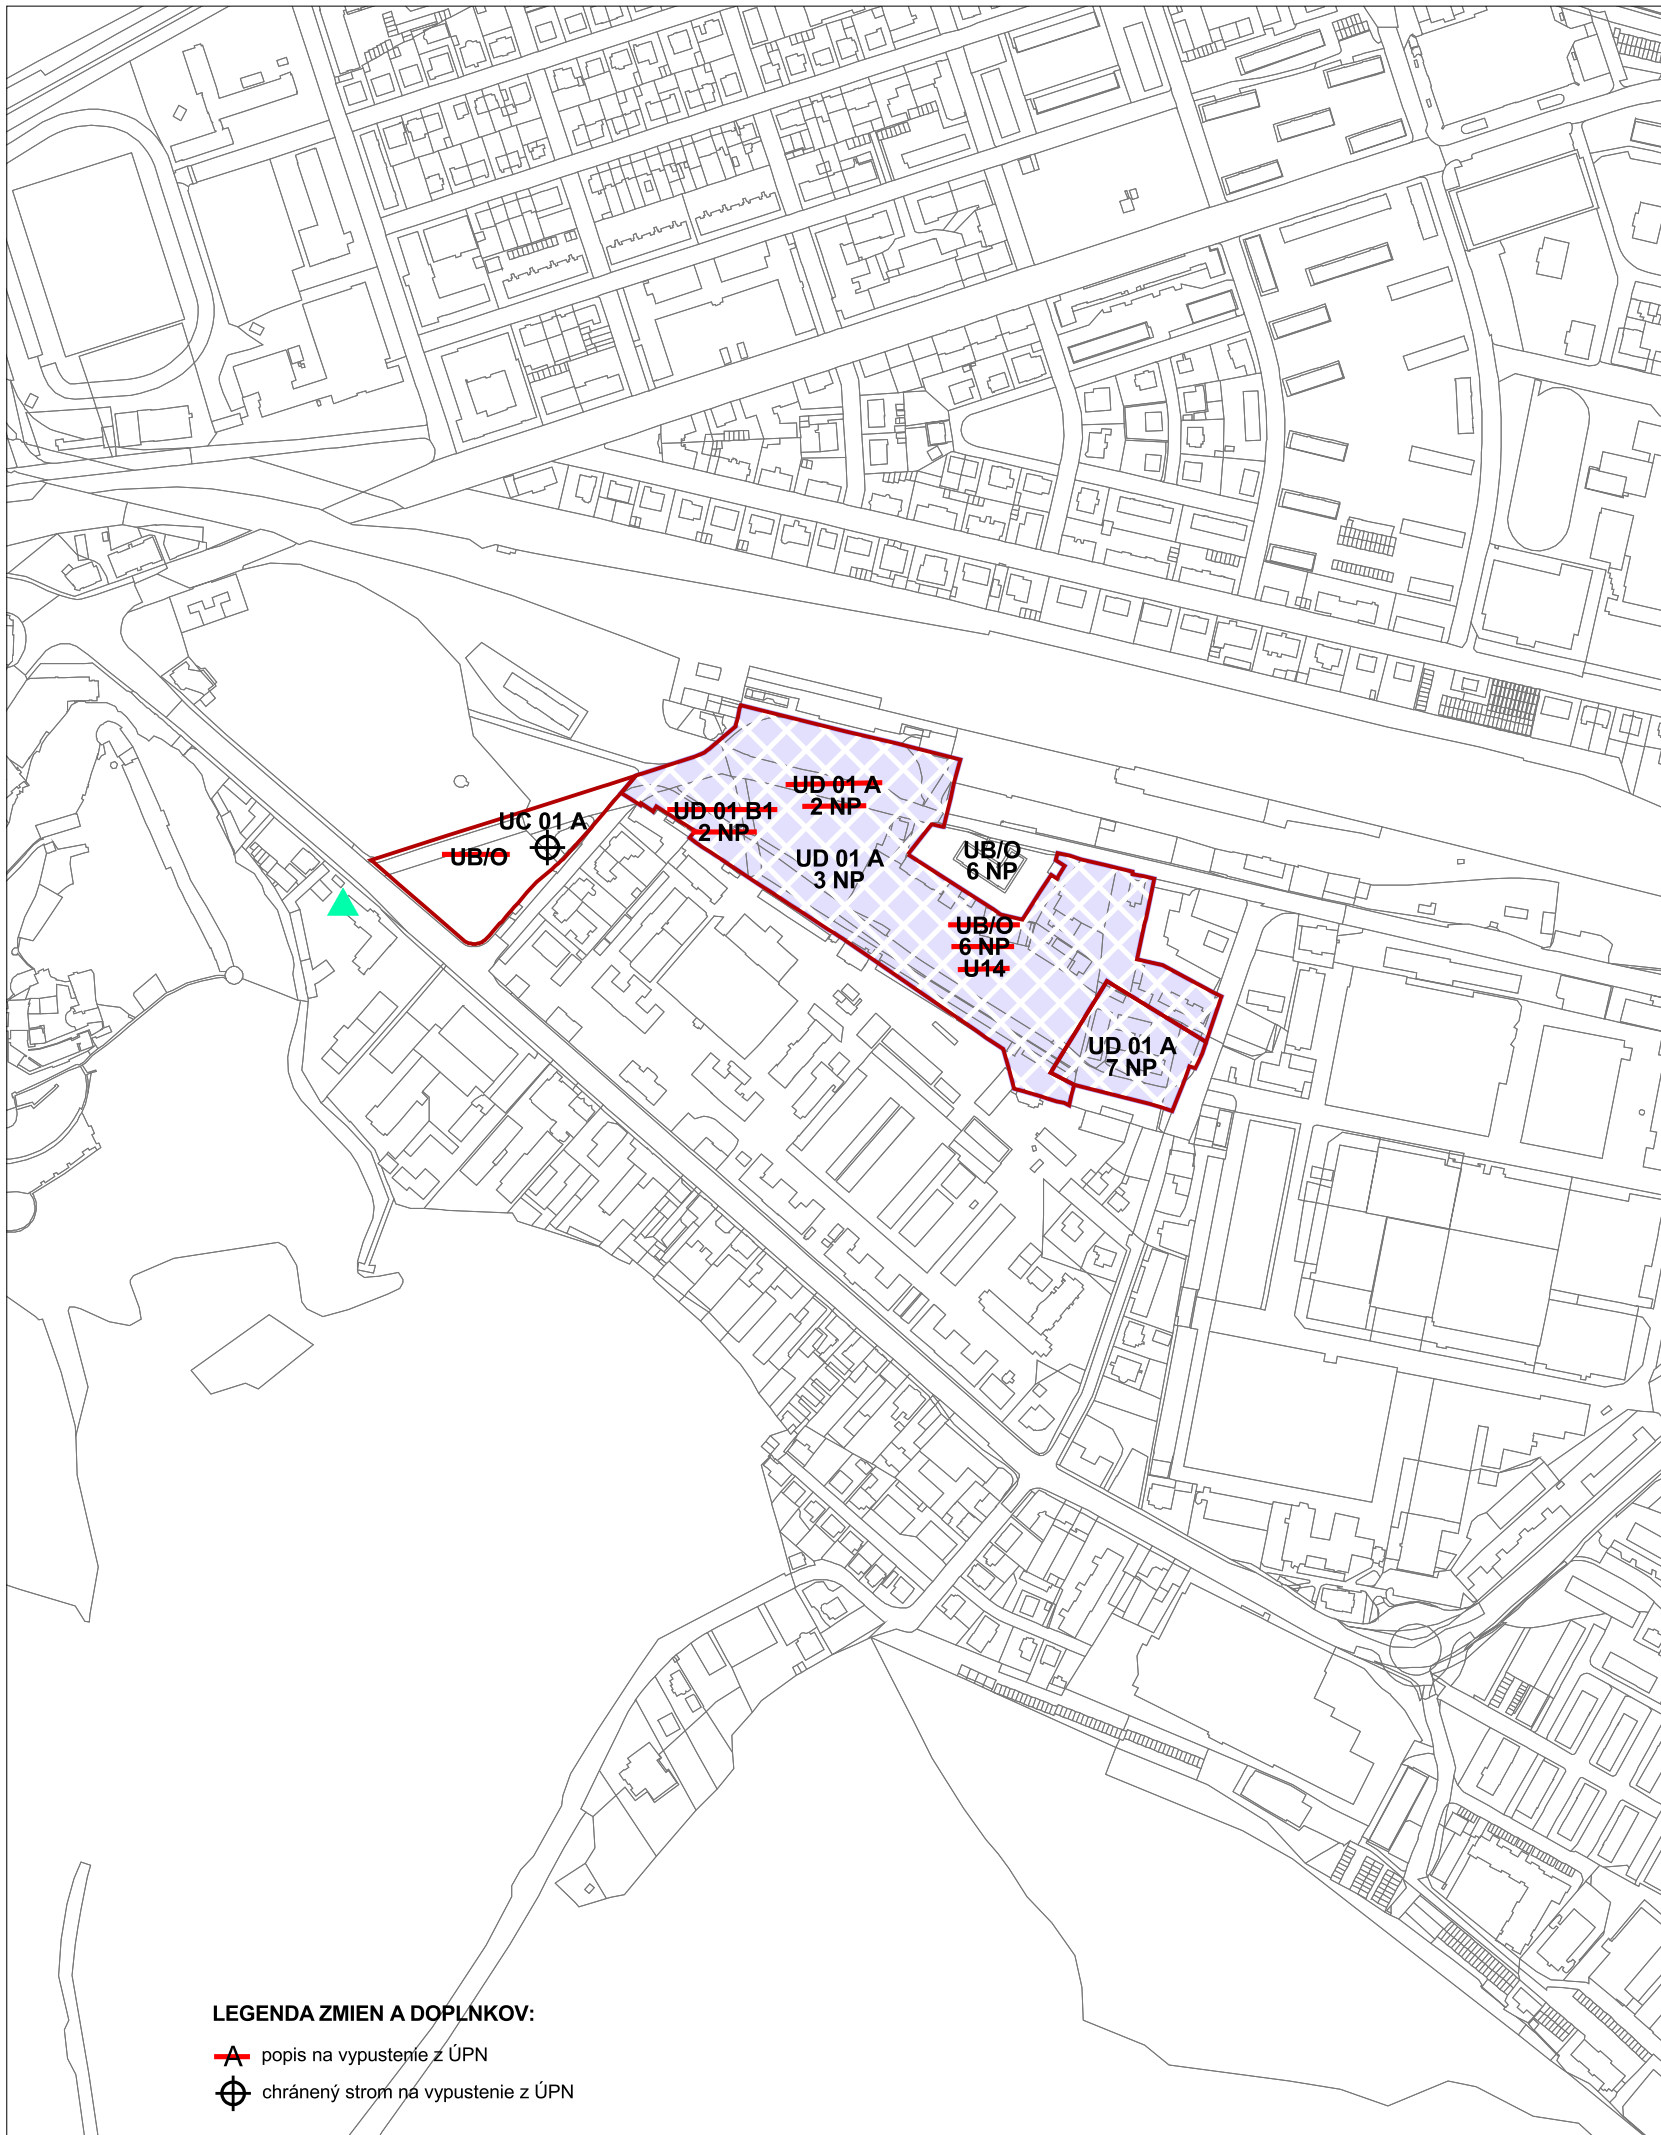 UD 01 A
2 NP
UD 01 B1
2 NP
UC 01 A
UB/O
UD 01 A
3 NP
UB/O
6 NP
UB/O
6 NP
U14
UD 01 A
7 NP
LEGENDA ZMIEN A DOPLNKOV:
A popis na vypustenie z ÚPN
chránený strom na vypustenie z ÚPN